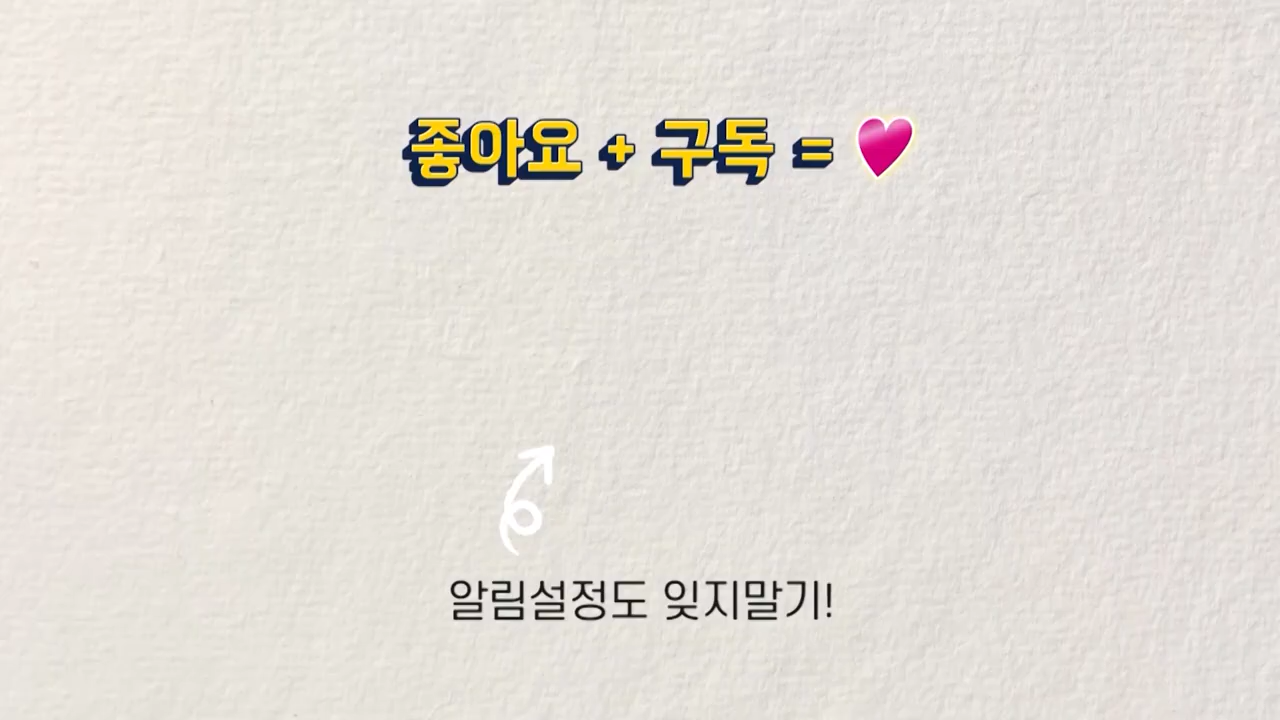 좋아요 + 구독 = 🩷
알림설정도 잊지말기!